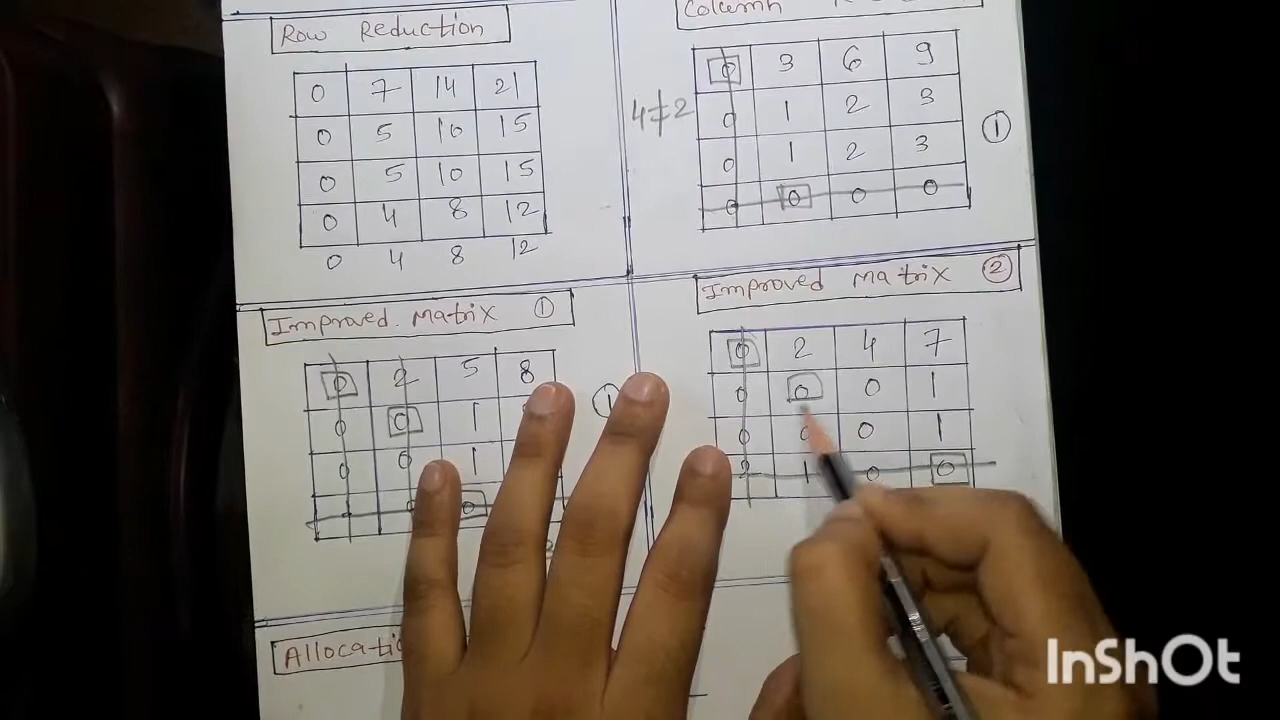 Row Reduction
0 7 14 21
0 5 10 15
0 5 10 15
0 4 8 12
0 4 8 12
Column
4≠2
0 3 6 9
0 1 2 3
0 1 2 3
0 0 0 0
①
Improved. Matrix ①
0 2 5 8
0 0 1
0 0 1
0
①
Improved Matrix ②
0 2 4 7
0 0 0 1
0 0 0 1
2 1 0 0
InShOt